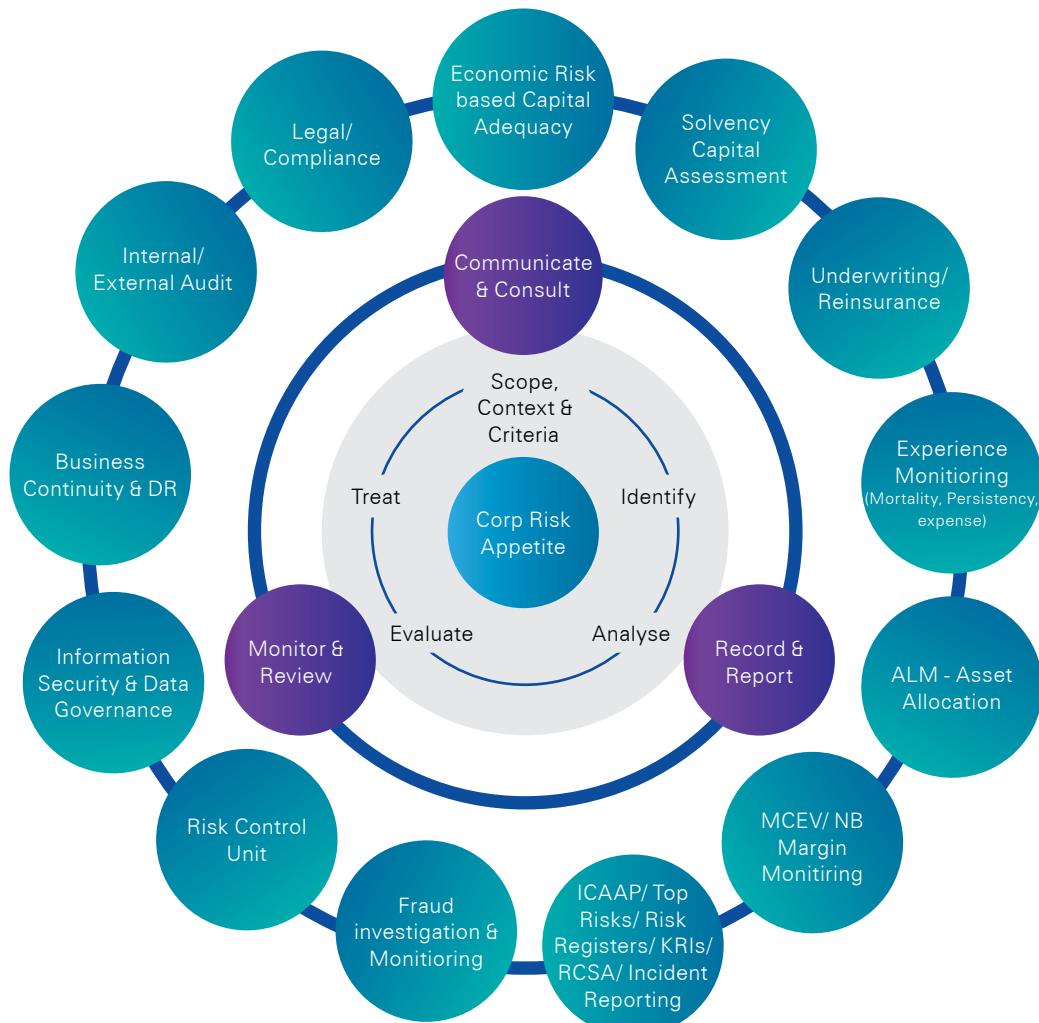 Economic Risk
based Capital
Adequacy
Solvency
Capital
Assessment
Underwriting/
Reinsurance
Experience
Monitioring
(Mortality, Persistency,
expense)
ALM - Asset
Allocation
MCEV/ NB
Margin
Monitiring
ICAAP/ Top
Risks/ Risk
Registers/ KRIs/
RCSA/ Incident
Reporting
Fraud
investigation &
Monitioring
Risk Control
Unit
Information
Security & Data
Governance
Business
Continuity & DR
Internal/
External Audit
Legal/
Compliance
Communicate
& Consult
Record &
Report
Monitor &
Review
Scope,
Context &
Criteria
Identify
Analyse
Evaluate
Treat
Corp Risk
Appetite